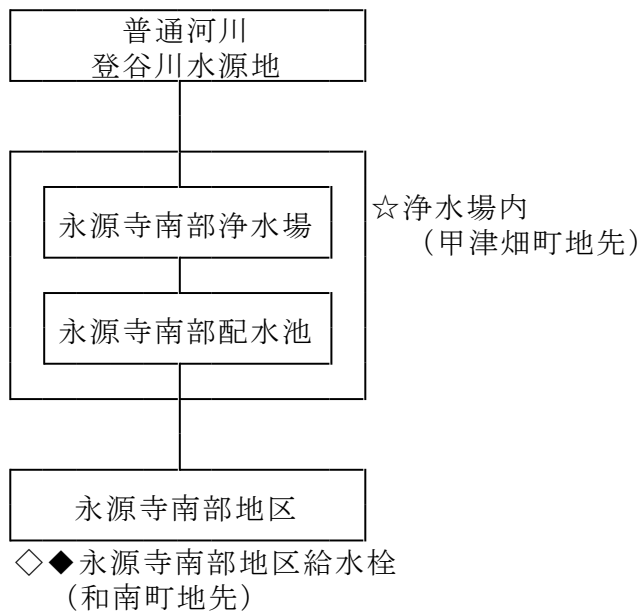 普通河川
登谷川水源地
永源寺南部浄水場
☆浄水場内
（甲津畑町地先）
永源寺南部配水池
永源寺南部地区
◇◆永源寺南部地区給水栓
（和南町地先）